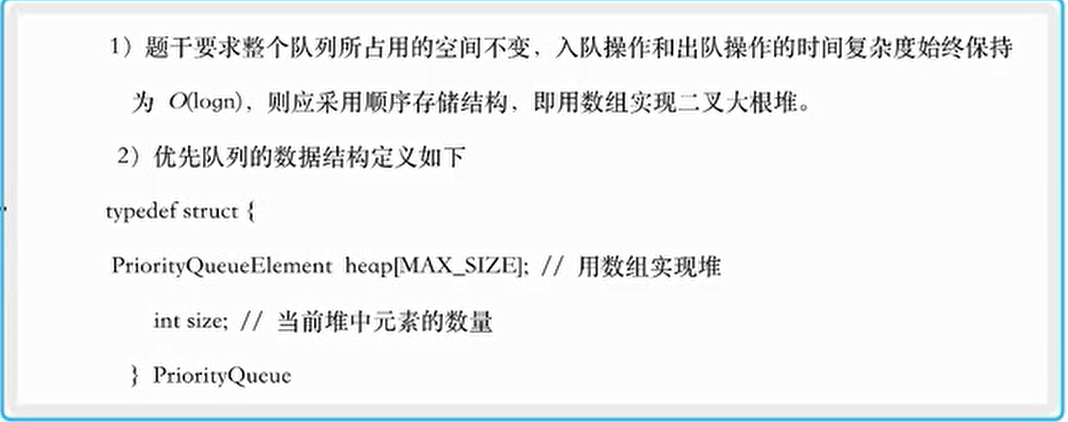 1）题干要求整个队列所占用的空间不变，入队操作和出队操作的时间复杂度始终保持
为 O(logn)，则应采用顺序存储结构，即用数组实现二叉大根堆。
2）优先队列的数据结构定义如下
typedef struct {
PriorityQueueElement heap[MAX_SIZE]; // 用数组实现堆
int size; // 当前堆中元素的数量
} PriorityQueue